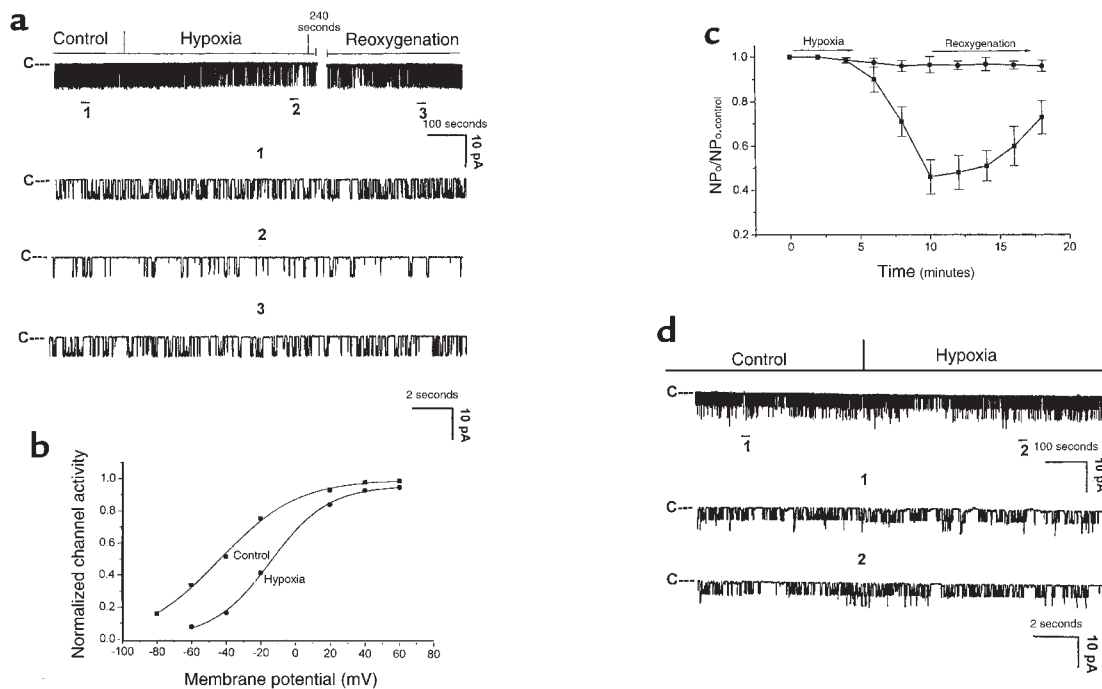 a
240
seconds
Control Hypoxia Reoxygenation
C---
1 2 3
100 seconds
10 pA
1
C---
2
C---
3
C---
2 seconds
10 pA
b
Normalized channel activity
1.0
0.8
0.6
0.4
0.2
0.0
Control
Hypoxia
-100 -80 -60 -40 -20 0 20 40 60 80
Membrane potential (mV)
c
Hypoxia Reoxygenation
NPo/NPo,control
1.0
0.8
0.6
0.4
0.2
0 5 10 15 20
Time (minutes)
d
Control Hypoxia
C---
1 2
100 seconds
10 pA
1
C---
2
C---
2 seconds
10 pA